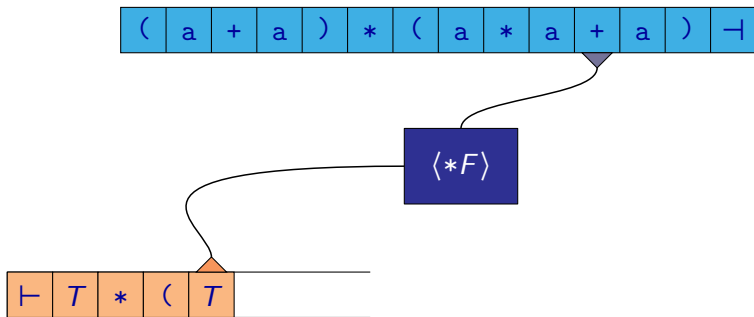 ( a + a ) * ( a * a + a ) ⊣
⟨*F⟩
⊢ T * ( T